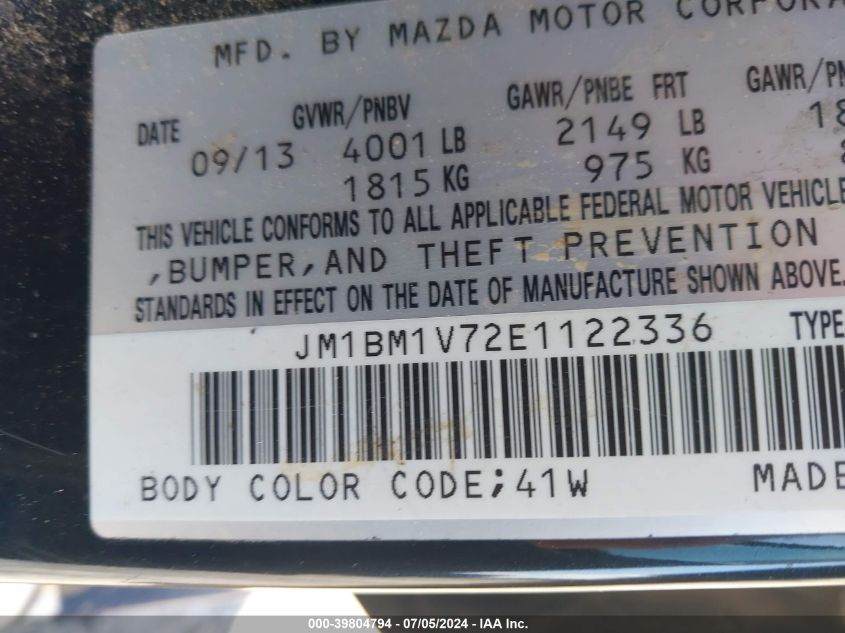 MFD. BY MAZDA MOTOR CORPORA
DATE GVWR/PNBV GAWR/PNBE FRT GAWR/PN
09/13 4001 LB 2149 LB 18
1815 KG 975 KG
THIS VEHICLE CONFORMS TO ALL APPLICABLE FEDERAL MOTOR VEHICLE
,BUMPER,AND THEFT PREVENTION
STANDARDS IN EFFECT ON THE DATE OF MANUFACTURE SHOWN ABOVE.
JM1BM1V72E1122336 TYPE
BODY COLOR CODE;41W MADE
000-39804794 - 07/05/2024 - IAA Inc.